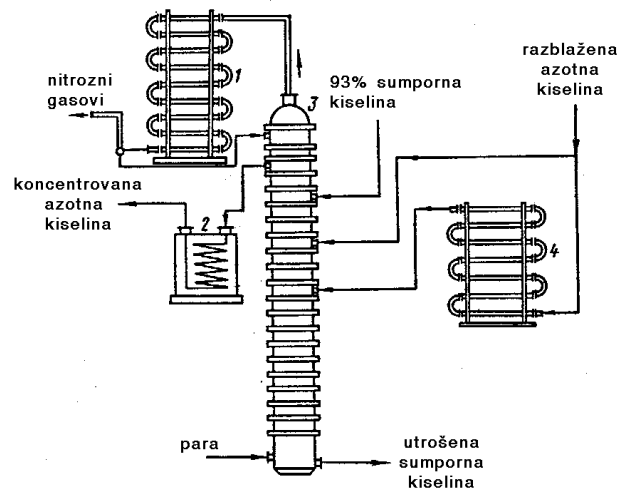 nitrozni
gasovi
1
3
93% sumporna
kiselina
razblažena
azotna
kiselina
koncentrovana
azotna
kiselina
2
4
para
utrošena
sumporna
kiselina